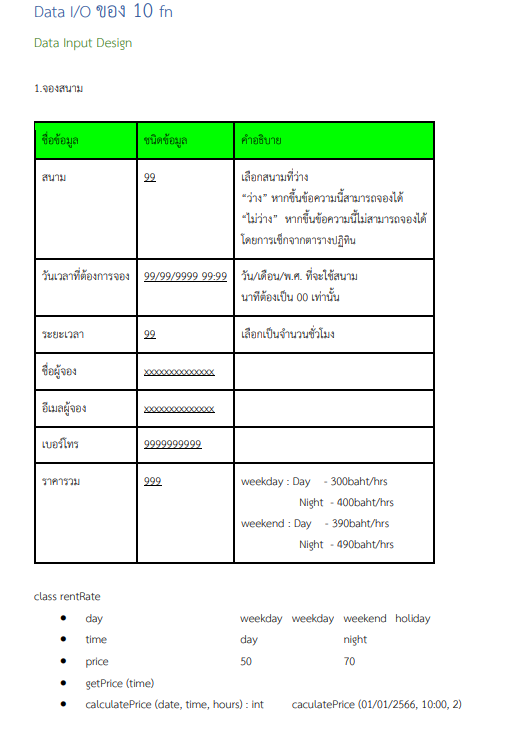 Data I/O ของ 10 fn
Data Input Design
1.จองสนาม
ชื่อข้อมูล ชนิดข้อมูล คำอธิบาย
สนาม 99 เลือกสนามที่ว่าง
“ว่าง” หากขึ้นข้อความนี้สามารถจองได้
“ไม่ว่าง” หากขึ้นข้อความนี้ไม่สามารถจองได้
โดยการเช็กจากตารางปฏิทิน
วันเวลาที่ต้องการจอง 99/99/9999 99:99 วัน/เดือน/พ.ศ. ที่จะใช้สนาม
นาทีต้องเป็น 00 เท่านั้น
ระยะเวลา 99 เลือกเป็นจำนวนชั่วโมง
ชื่อผู้จอง xxxxxxxxxxxxxx
อีเมลผู้จอง xxxxxxxxxxxxxx
เบอร์โทร 9999999999
ราคารวม 999 weekday : Day - 300baht/hrs
Night - 400baht/hrs
weekend : Day - 390baht/hrs
Night - 490baht/hrs
class rentRate
• day weekday weekday weekend holiday
• time day night
• price 50 70
• getPrice (time)
• calculatePrice (date, time, hours) : int caculatePrice (01/01/2566, 10:00, 2)